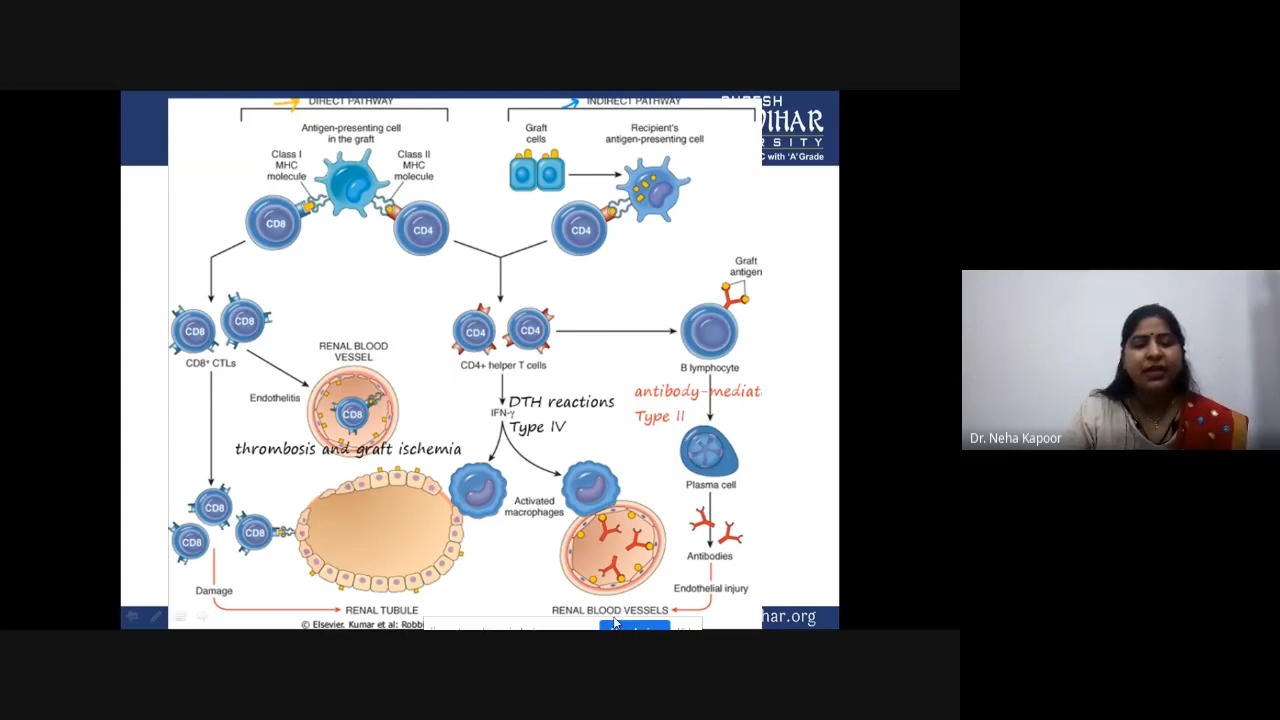 DIRECT PATHWAY
INDIRECT PATHWAY
Antigen-presenting cell
in the graft
Class I
MHC
molecule
Class II
MHC
molecule
Graft
cells
Recipient's
antigen-presenting cell
VIHAR
RSITY
C with 'A' Grade
CD8
CD4
CD4
Graft
antigen
CD8
CD8
CD8+ CTLs
RENAL BLOOD
VESSEL
Endothelitis
CD8
CD4
CD4
CD4+ helper T cells
B lymphocyte
DTH reactions
IFN-γ
Type IV
antibody-mediat
Type II
thrombosis and graft ischemia
Activated
macrophages
Plasma cell
CD8
CD8
CD8
Antibodies
Damage
Endothelial injury
RENAL TUBULE
RENAL BLOOD VESSELS
© Elsevier. Kumar et al: Robb
har.org
Dr. Neha Kapoor